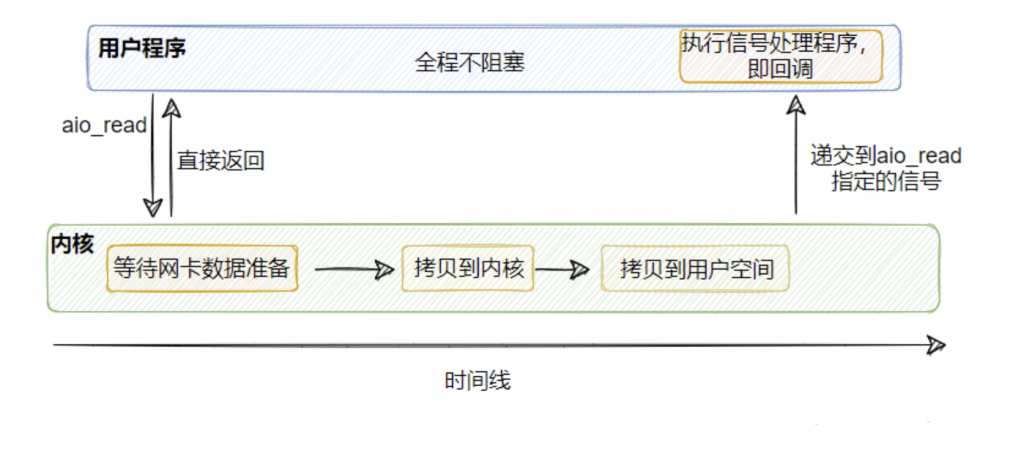 用户程序
全程不阻塞
执行信号处理程序，
即回调
aio_read
直接返回
递交到aio_read
指定的信号
内核
等待网卡数据准备
拷贝到内核
拷贝到用户空间
时间线